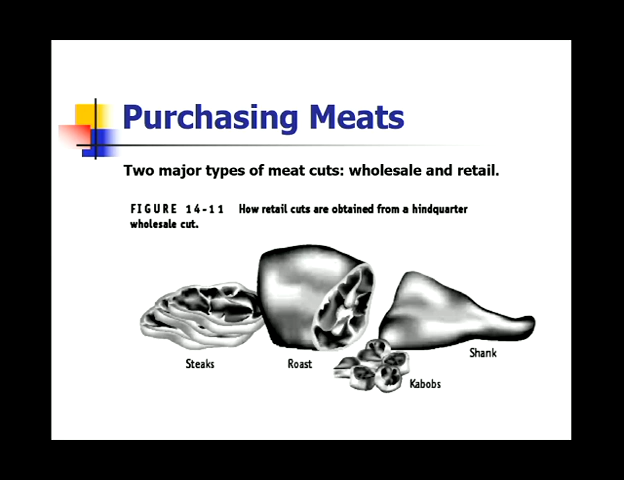 Purchasing Meats
Two major types of meat cuts: wholesale and retail.
FIGURE 14-11 How retail cuts are obtained from a hindquarter
wholesale cut.
Steaks
Roast
Shank
Kabobs